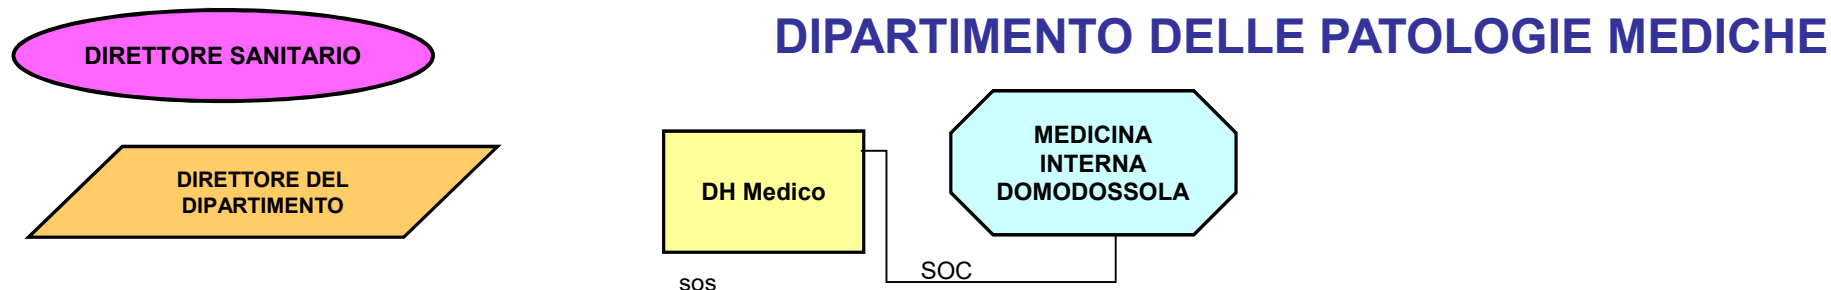 DIPARTIMENTO DELLE PATOLOGIE MEDICHE
DIRETTORE SANITARIO
DIRETTORE DEL
DIPARTIMENTO
DH Medico
MEDICINA
INTERNA
DOMODOSSOLA
SOC
sos